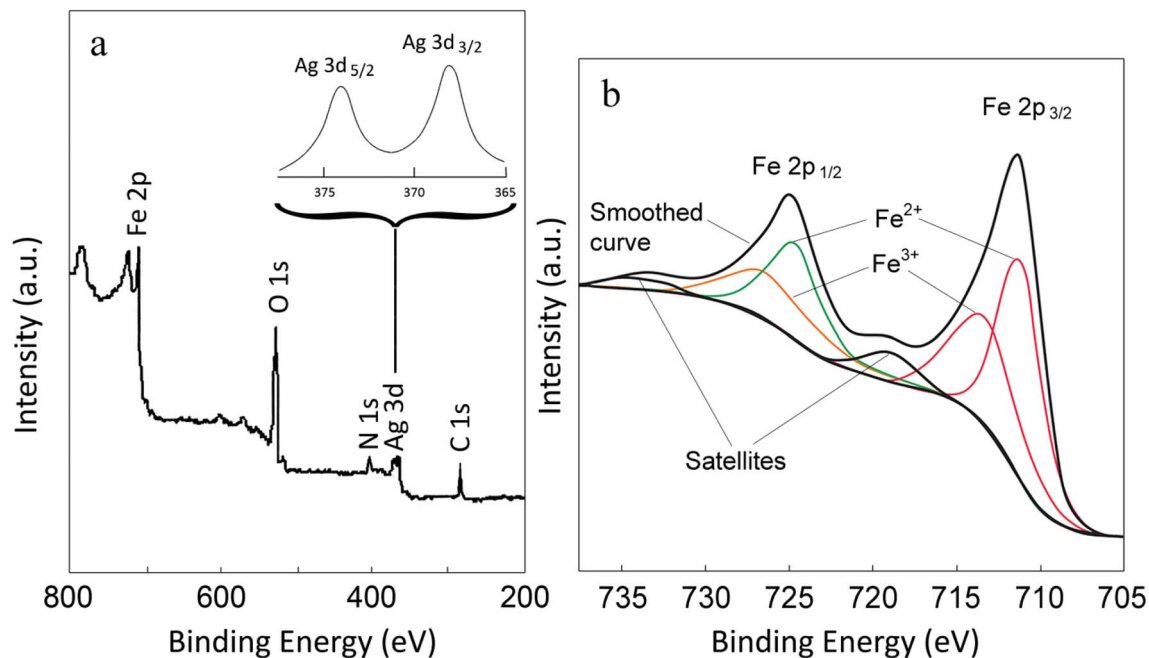 a
Ag 3d 5/2
Ag 3d 3/2
375 370 365
Fe 2p
O 1s
N 1s
Ag 3d
C 1s
Intensity (a.u.)
800 600 400 200
Binding Energy (eV)
b
Fe 2p 3/2
Fe 2p 1/2
Smoothed
curve
Fe2+
Fe3+
Satellites
Intensity (a.u.)
735 730 725 720 715 710 705
Binding Energy (eV)